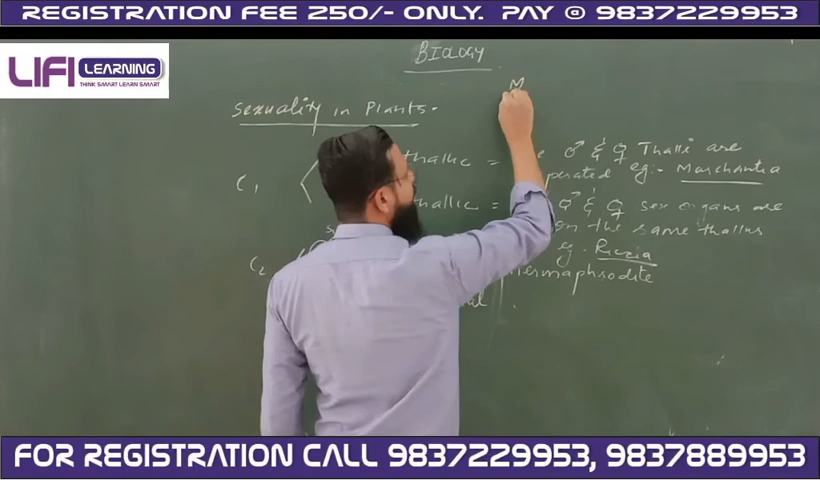 REGISTRATION FEE 250/- ONLY. PAY @ 9837229953
LIFI LEARNING
THINK SMART LEARN SMART
BIOLOGY
M
Sexuality in Plants.
C1
thallic = ♂ & ♀ Thalli are
perated eg:- Marchantia
hallic = ♂ & ♀ sex organs are
on the same thallus
eg. Riccia
C2
Hermaphrodite
FOR REGISTRATION CALL 9837229953, 9837889953